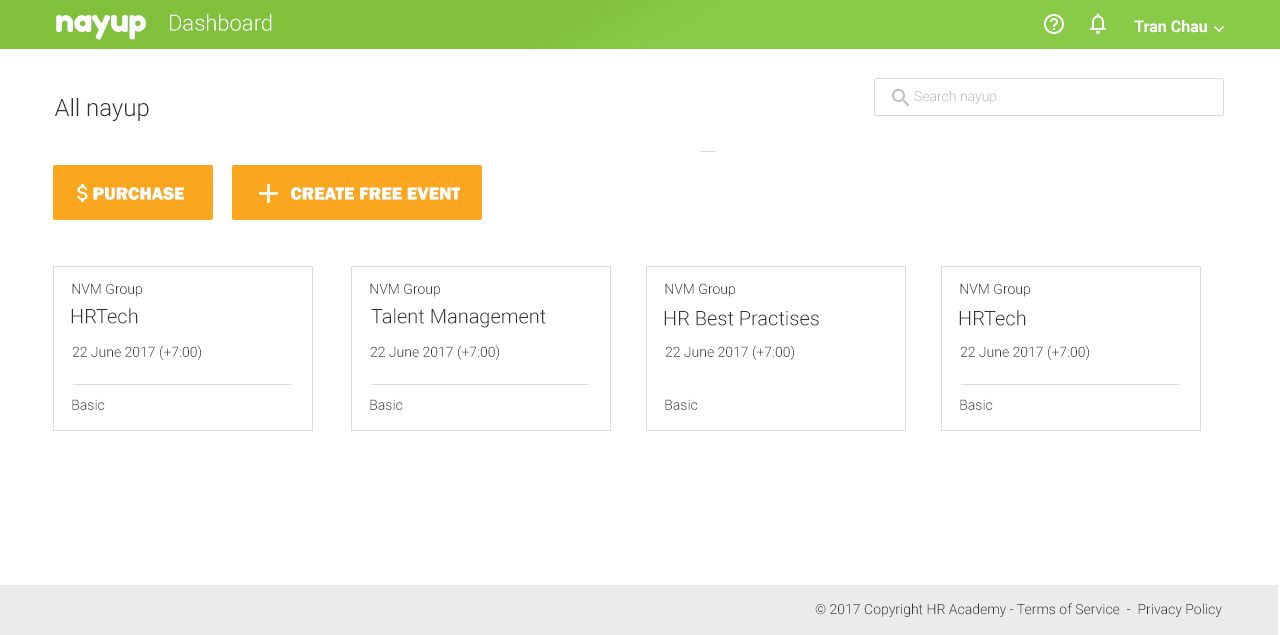 nayup Dashboard Tran Chau
All nayup
Search nayup
$ PURCHASE
+ CREATE FREE EVENT
NVM Group
HRTech
22 June 2017 (+7:00)
Basic
NVM Group
Talent Management
22 June 2017 (+7:00)
Basic
NVM Group
HR Best Practises
22 June 2017 (+7:00)
Basic
NVM Group
HRTech
22 June 2017 (+7:00)
Basic
© 2017 Copyright HR Academy - Terms of Service - Privacy Policy